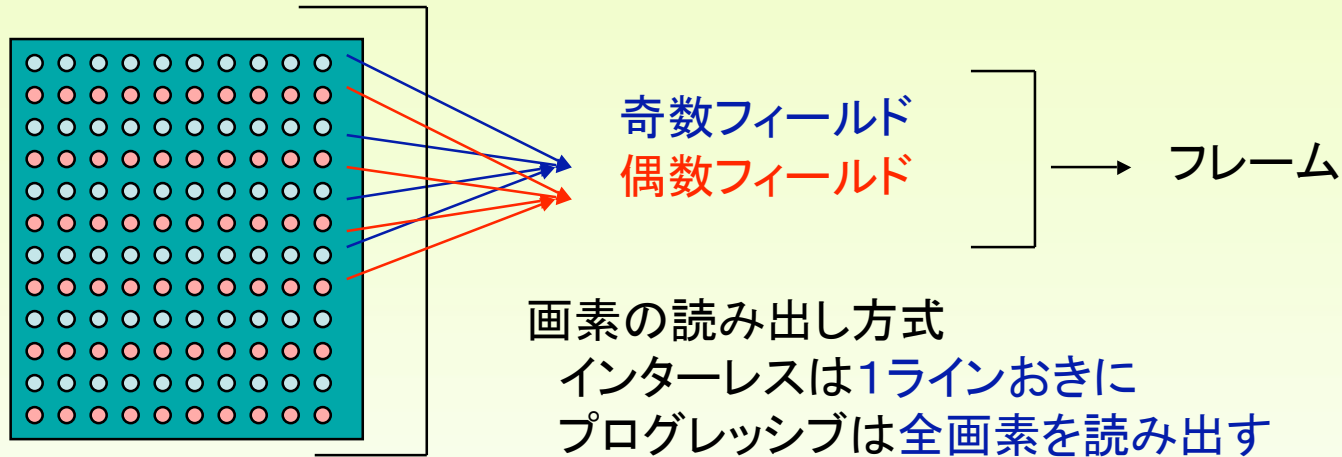 奇数フィールド
偶数フィールド
フレーム
画素の読み出し方式
インターレスは1ラインおきに
プログレッシブは全画素を読み出す